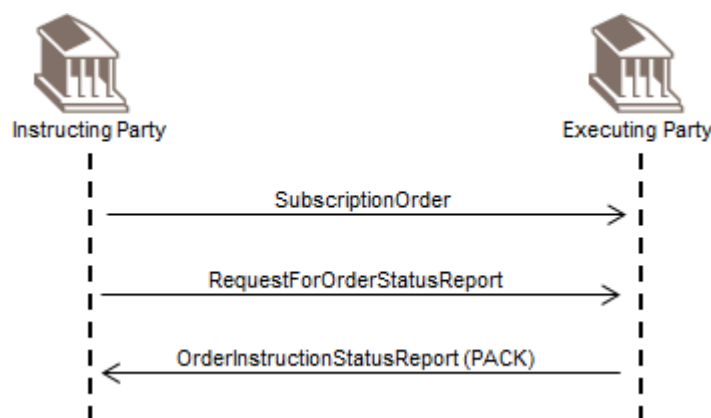 Instructing Party
Executing Party
SubscriptionOrder
RequestForOrderStatusReport
OrderInstructionStatusReport (PACK)